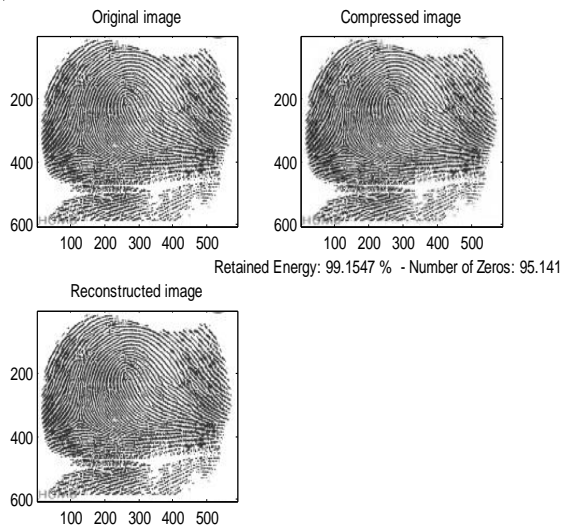 Original image
Compressed image
200
400
600
100 200 300 400 500
200
400
600
100 200 300 400 500
Retained Energy: 99.1547 % - Number of Zeros: 95.141
Reconstructed image
200
400
600
100 200 300 400 500